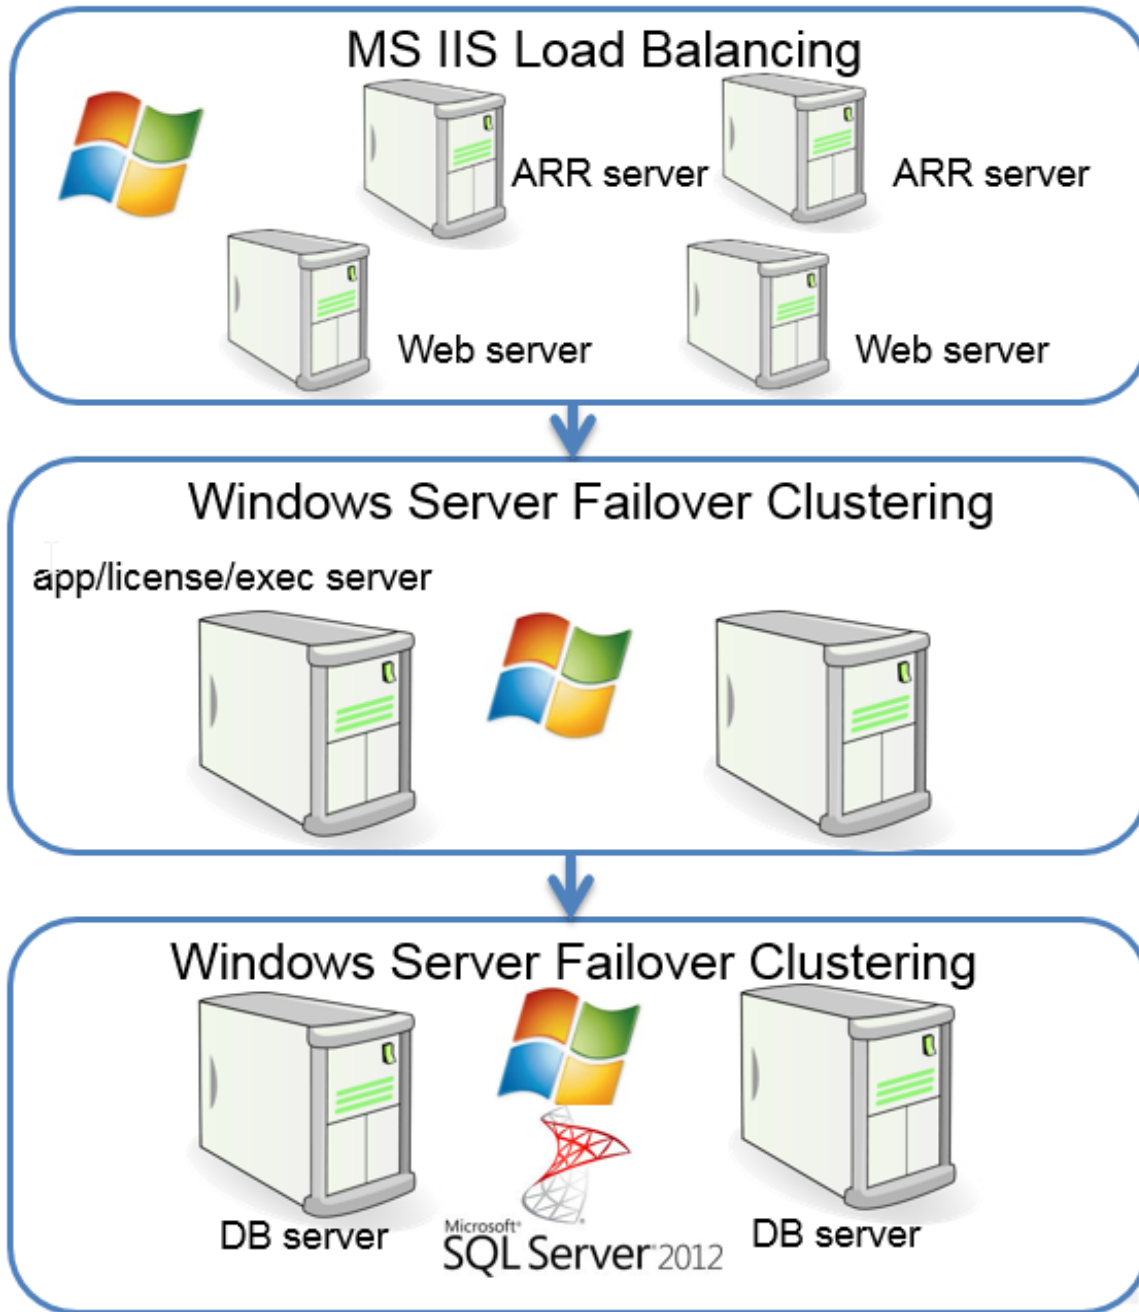 MS IIS Load Balancing
ARR server
ARR server
Web server
Web server
Windows Server Failover Clustering
app/license/exec server
Windows Server Failover Clustering
DB server
DB server
Microsoft®
SQL Server® 2012